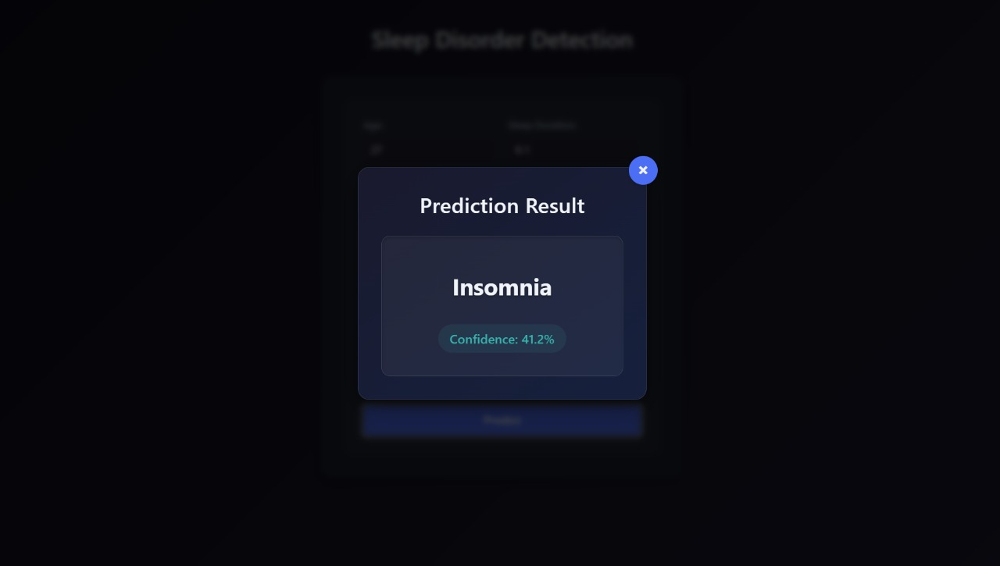 Sleep Disorder Detection
Prediction Result
Insomnia
Confidence: 41.2%
Predict